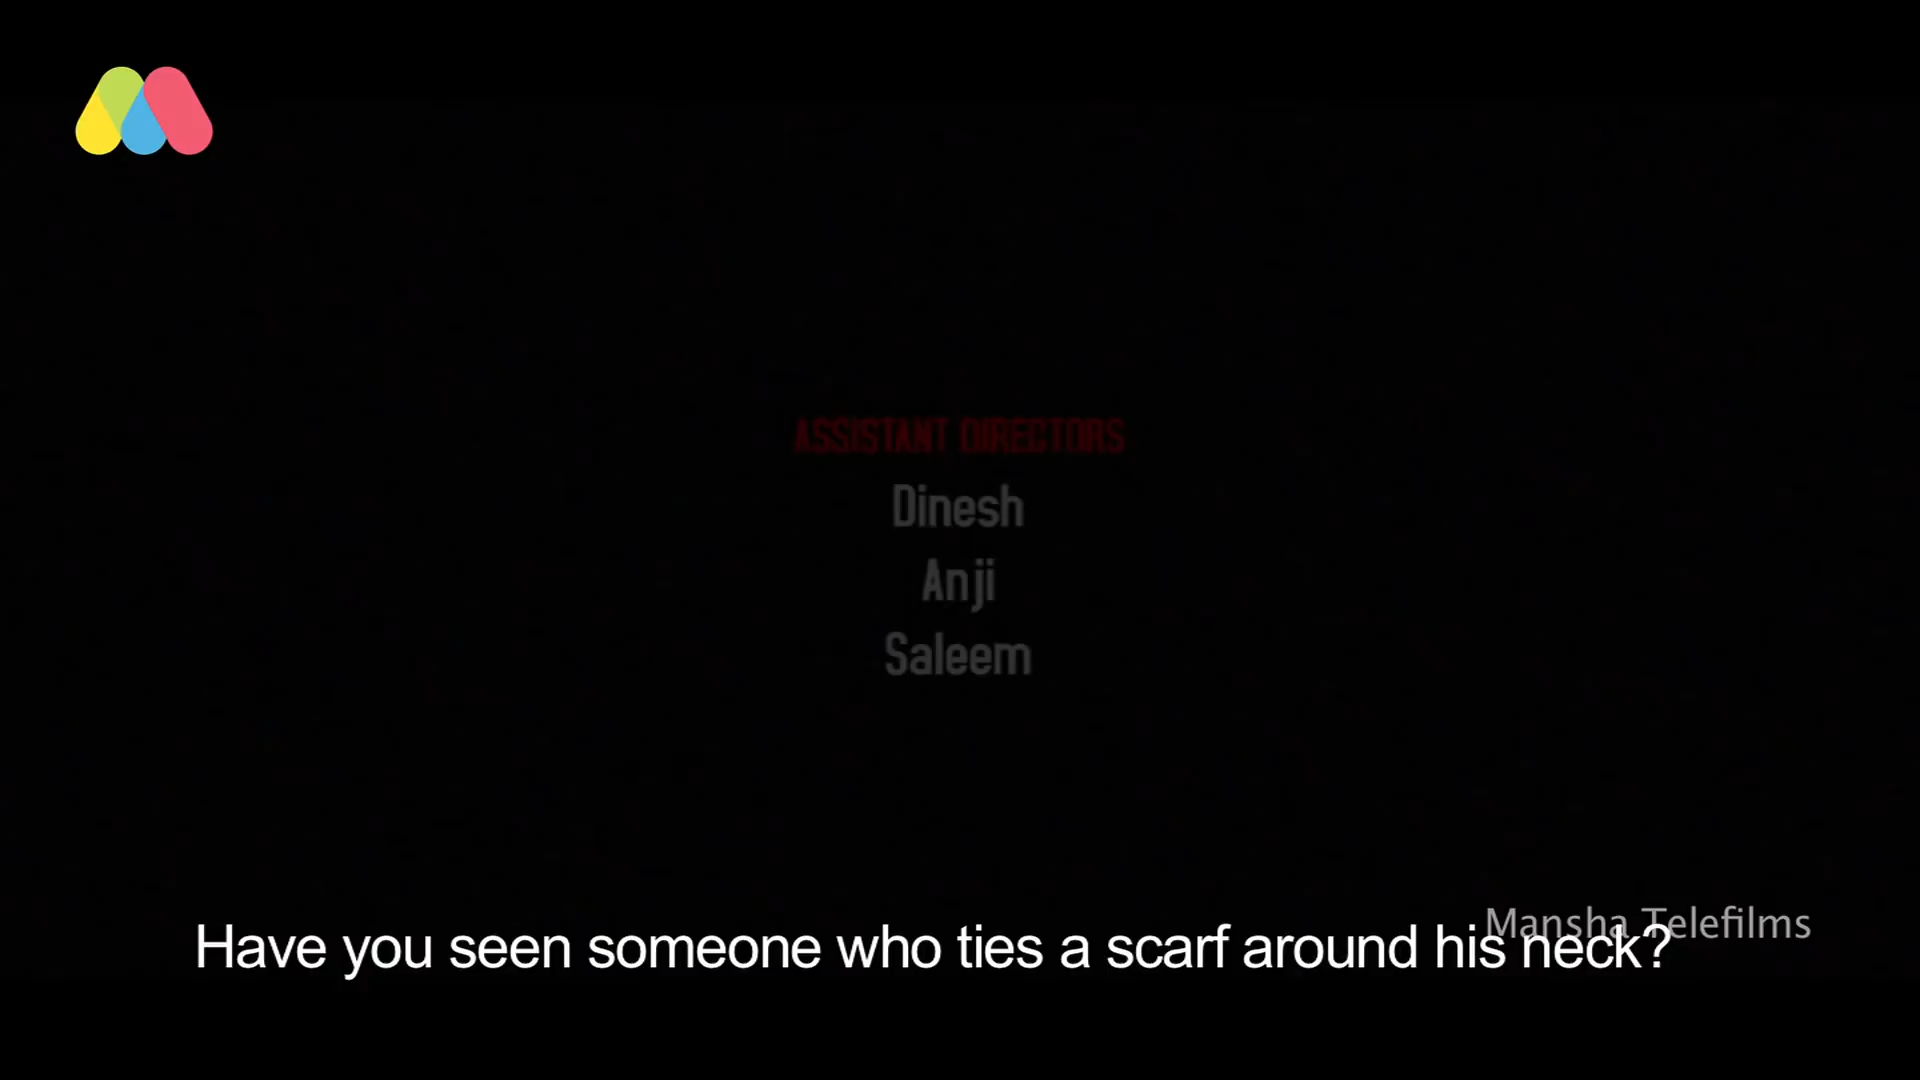 ASSISTANT DIRECTORS
Dinesh
Anji
Saleem
Mansha Telefilms
Have you seen someone who ties a scarf around his neck?